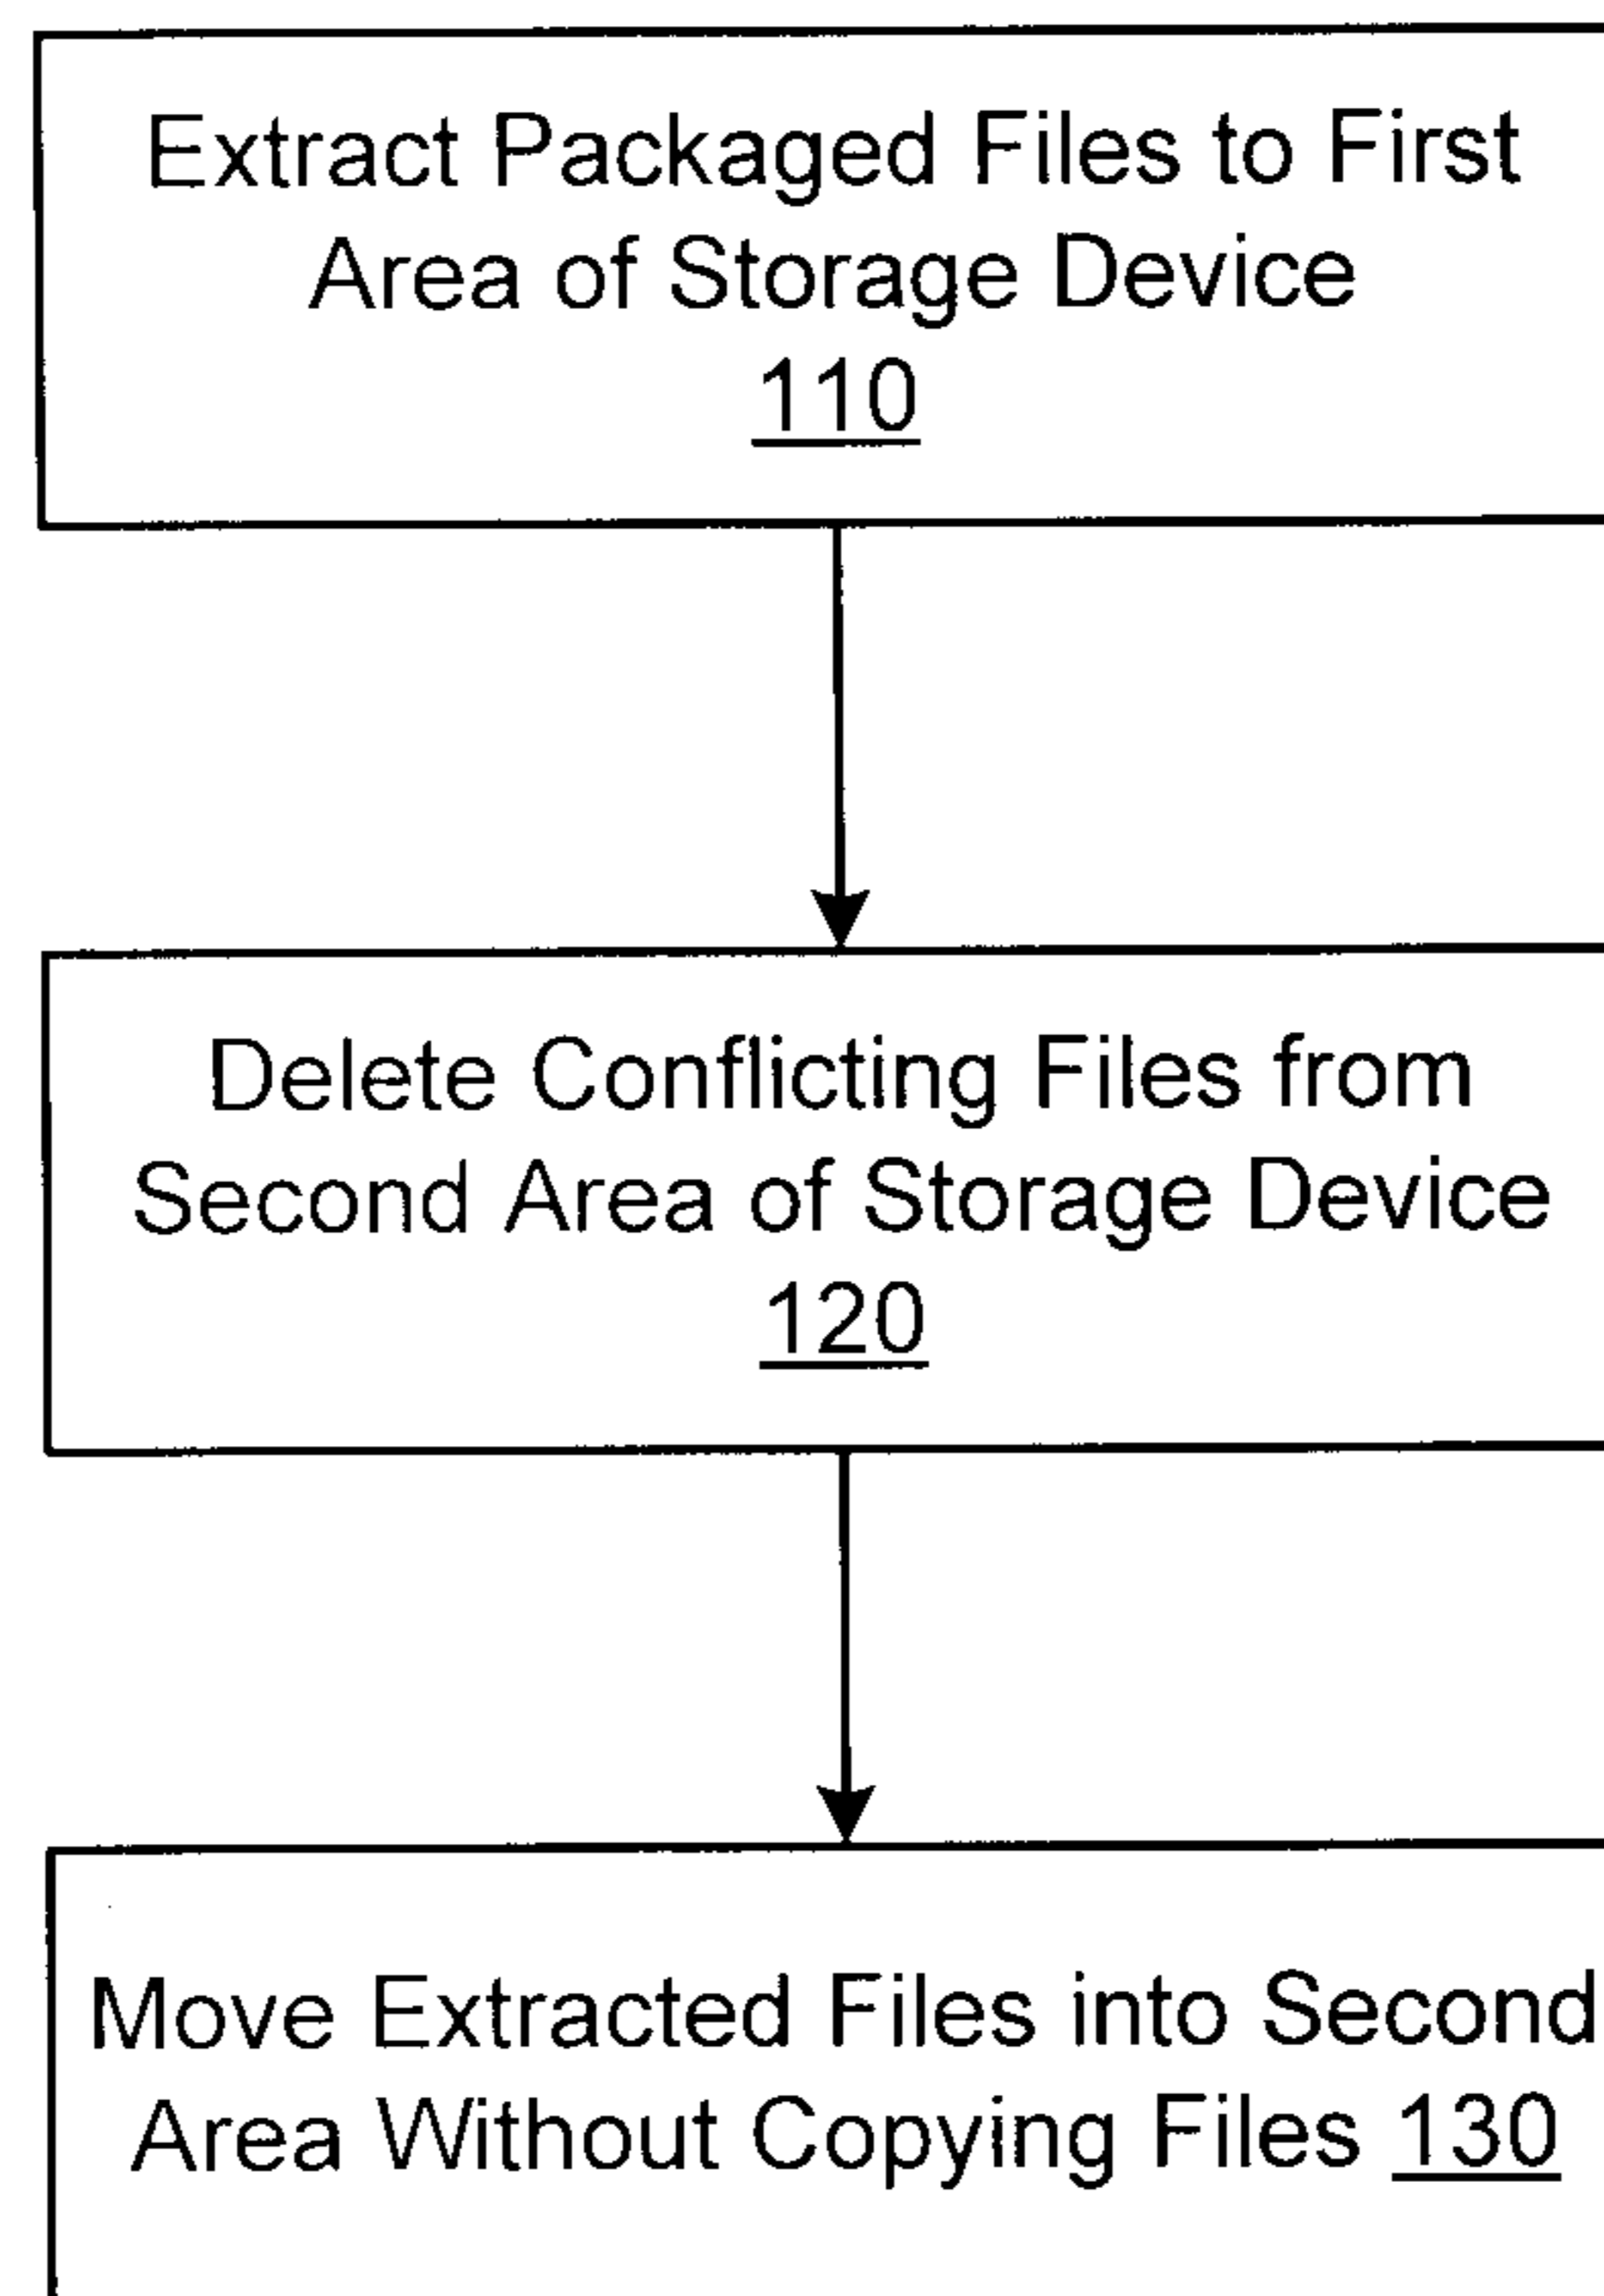 Extract Packaged Files to First
Area of Storage Device
110
Delete Conflicting Files from
Second Area of Storage Device
120
Move Extracted Files into Second
Area Without Copying Files 130